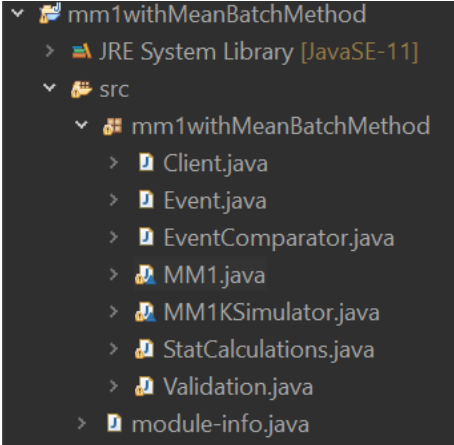 mm1withMeanBatchMethod
JRE System Library [JavaSE-11]
src
mm1withMeanBatchMethod
Client.java
Event.java
EventComparator.java
MM1.java
MM1KSimulator.java
StatCalculations.java
Validation.java
module-info.java